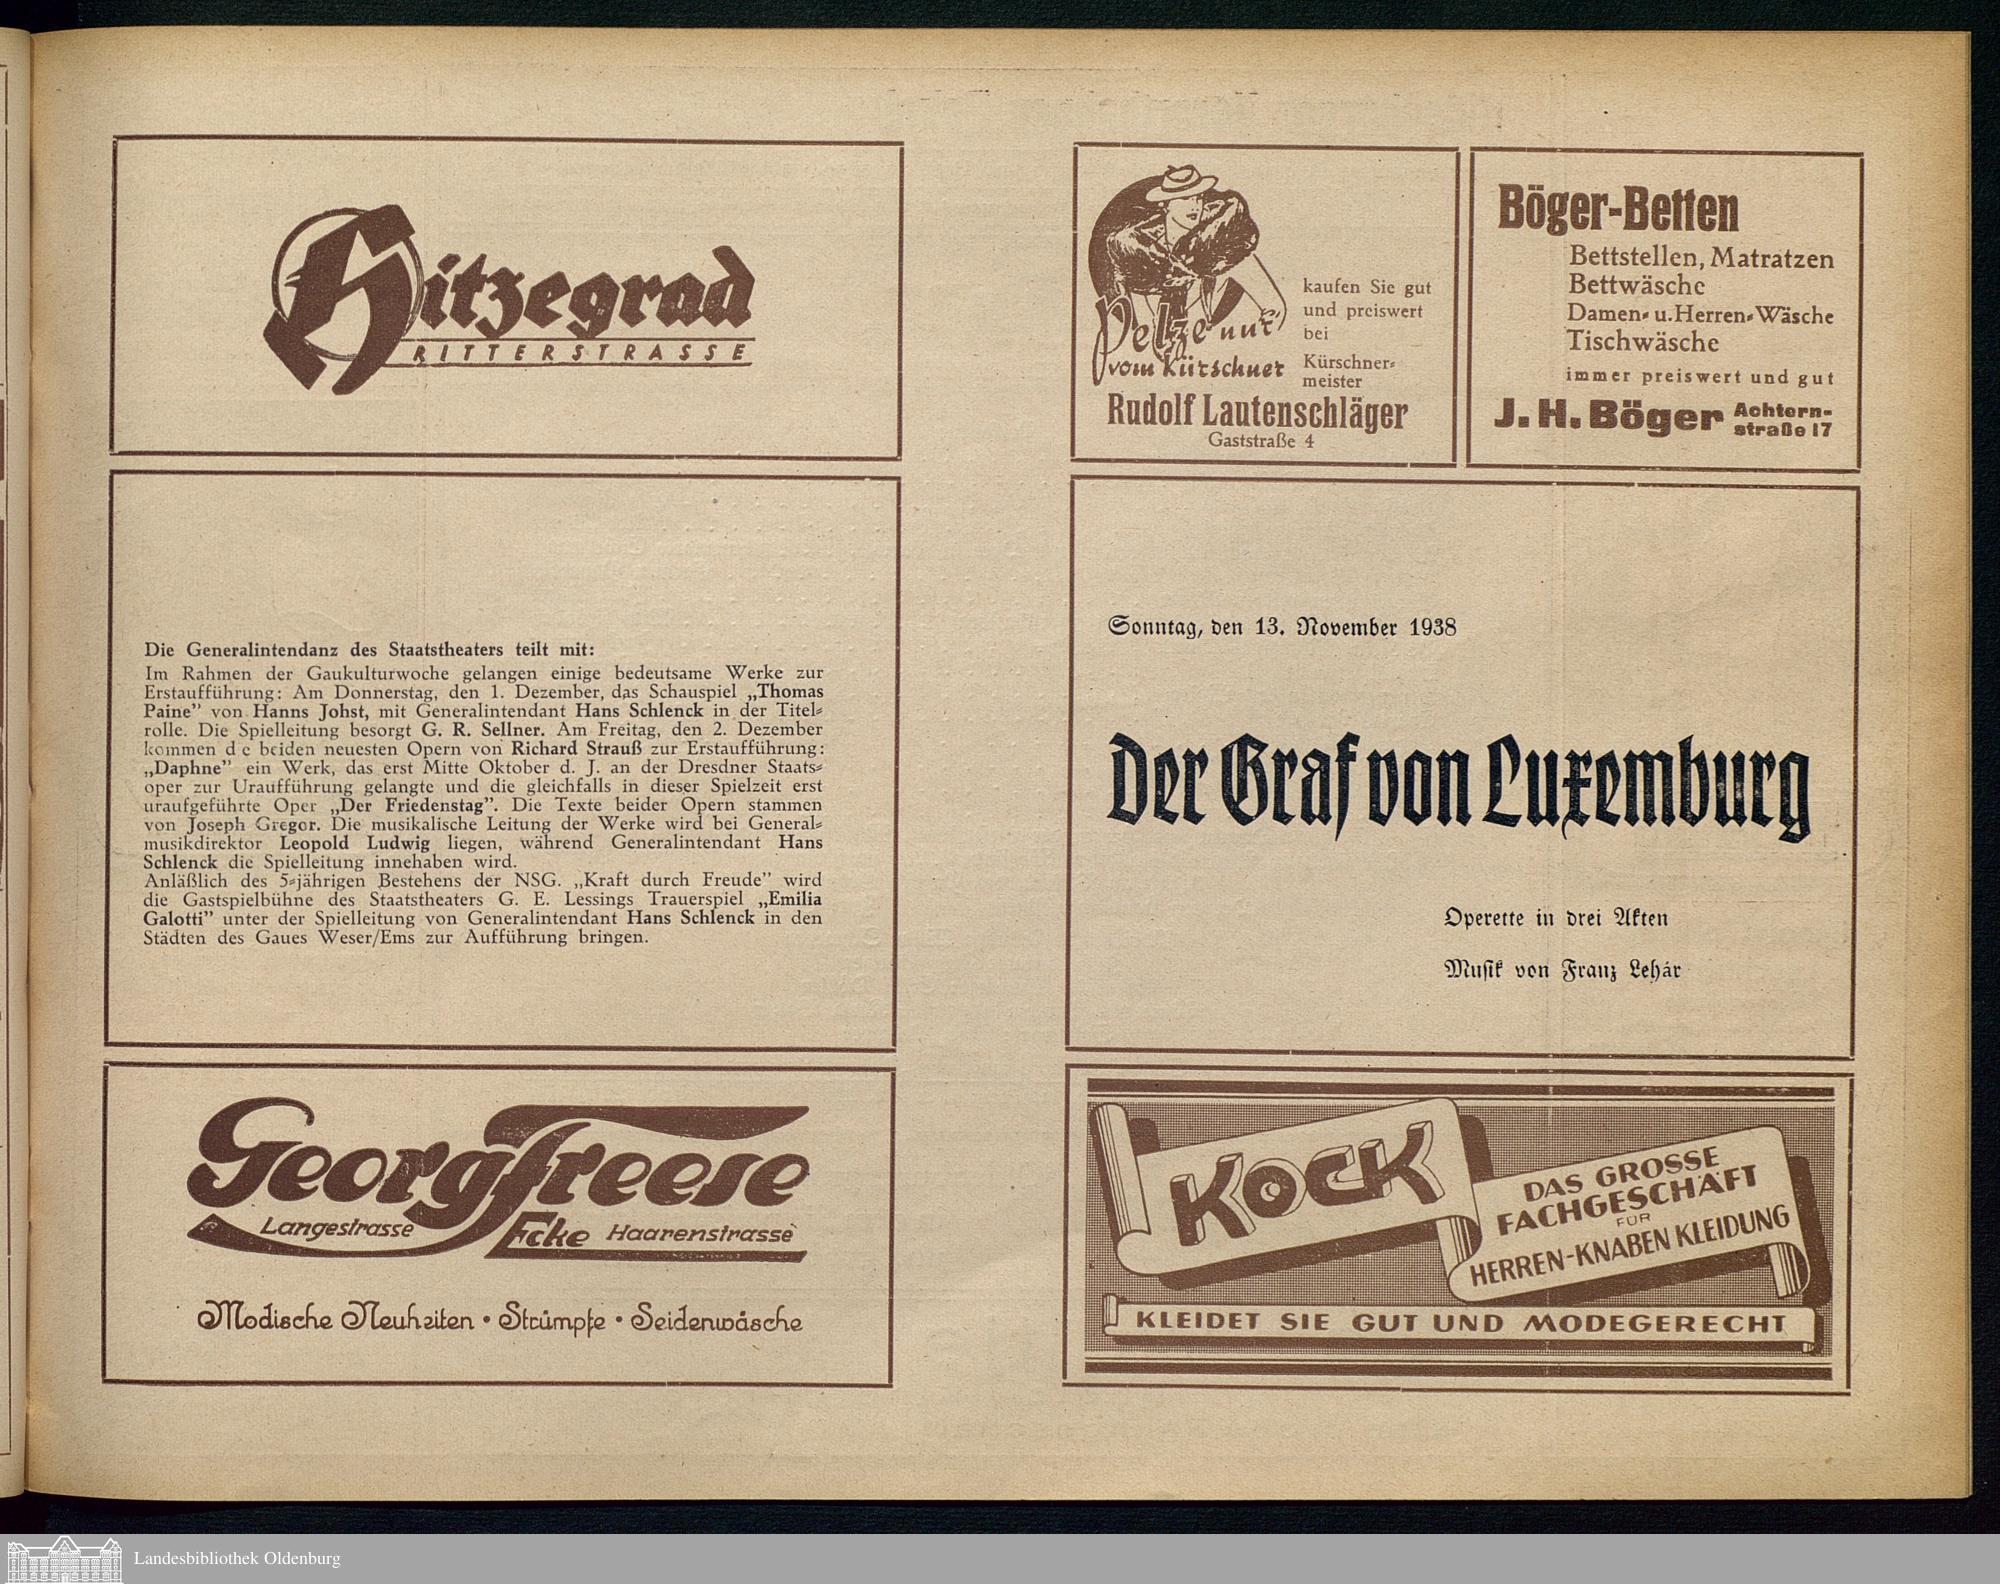 Hitzegrad
RITTERSTRASSE
Die Generalintendanz des Staatstheaters teilt mit:
Im Rahmen der Gaukulturwoche gelangen einige bedeutsame Werke zur
Erstaufführung: Am Donnerstag, den 1. Dezember, das Schauspiel „Thomas
Paine” von Hanns Johst, mit Generalintendant Hans Schlenck in der Titel-
rolle. Die Spielleitung besorgt G. R. Sellner. Am Freitag, den 2. Dezember
kommen d e beiden neuesten Opern von Richard Strauß zur Erstaufführung:
„Daphne” ein Werk, das erst Mitte Oktober d. J. an der Dresdner Staats-
oper zur Uraufführung gelangte und die gleichfalls in dieser Spielzeit erst
uraufgeführte Oper „Der Friedenstag”. Die Texte beider Opern stammen
von Joseph Gregor. Die musikalische Leitung der Werke wird bei General-
musikdirektor Leopold Ludwig liegen, während Generalintendant Hans
Schlenck die Spielleitung innehaben wird.
Anläßlich des 5-jährigen Bestehens der NSG. „Kraft durch Freude” wird
die Gastspielbühne des Staatstheaters G. E. Lessings Trauerspiel „Emilia
Galotti” unter der Spielleitung von Generalintendant Hans Schlenck in den
Städten des Gaues Weser/Ems zur Aufführung bringen.
Georg Freese
Langestrasse Ecke Haarenstrasse
Modische Neuheiten • Strümpfe • Seidenwäsche
Pelze nur
vom Kürschner
kaufen Sie gut
und preiswert
bei
Kürschner-
meister
Rudolf Lautenschläger
Gaststraße 4
Böger-Betten
Bettstellen, Matratzen
Bettwäsche
Damen- u. Herren-Wäsche
Tischwäsche
immer preiswert und gut
J. H. Böger Achtern-
straße 17
Sonntag, den 13. November 1938
Der Graf von Luxemburg
Operette in drei Akten
Musik von Franz Lehár
KOCK
DAS GROSSE
FACHGESCHÄFT
FÜR
HERREN-KNABEN KLEIDUNG
KLEIDET SIE GUT UND MODEGERECHT
Landesbibliothek Oldenburg